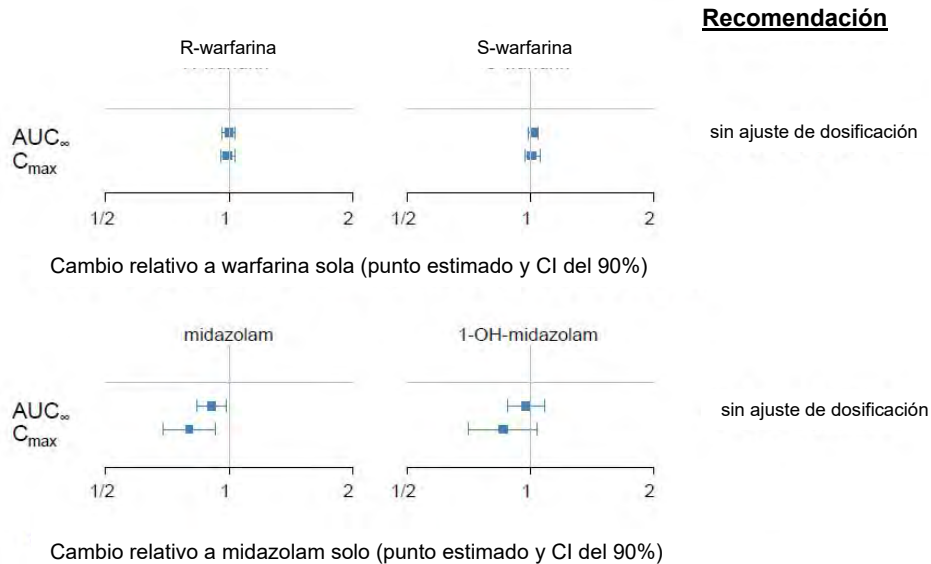 Recomendación
R-warfarina
S-warfarina
AUC∞
Cmax
sin ajuste de dosificación
1/2 1 2
1/2 1 2
Cambio relativo a warfarina sola (punto estimado y CI del 90%)
midazolam
1-OH-midazolam
AUC∞
Cmax
sin ajuste de dosificación
1/2 1 2
1/2 1 2
Cambio relativo a midazolam solo (punto estimado y CI del 90%)